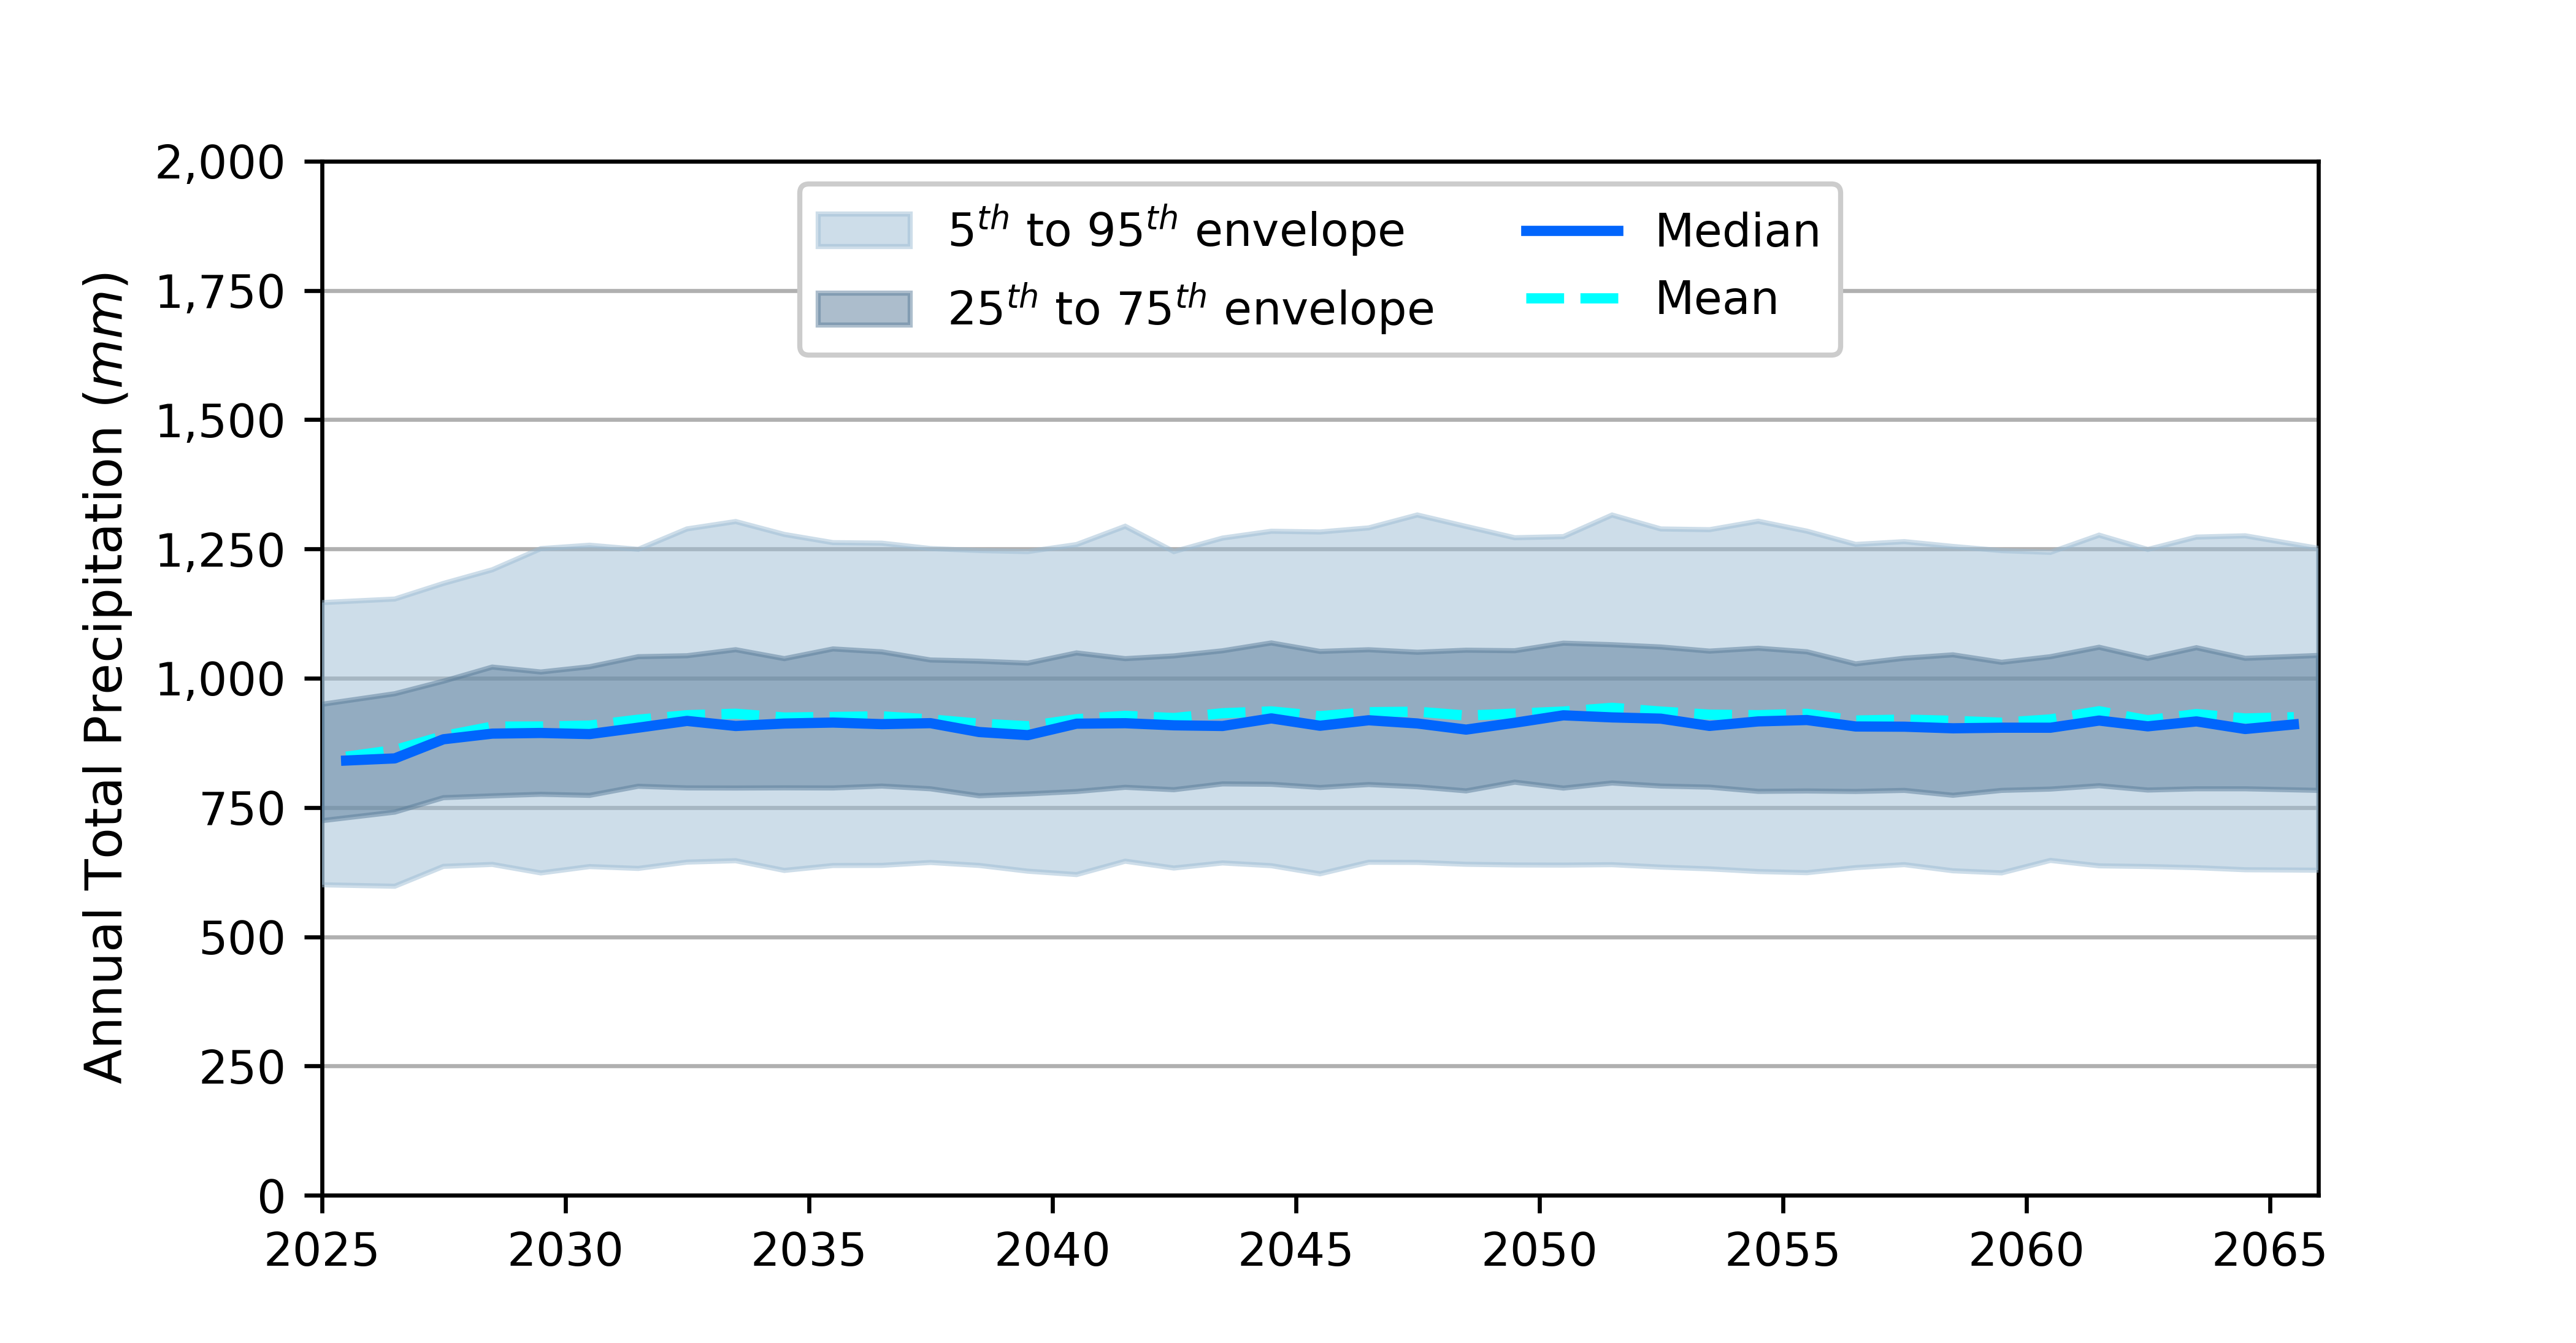 2,000
1,750
1,500
1,250
1,000
750
500
250
0
Annual Total Precipitation (mm)
5th to 95th envelope
25th to 75th envelope
Median
Mean
2025 2030 2035 2040 2045 2050 2055 2060 2065